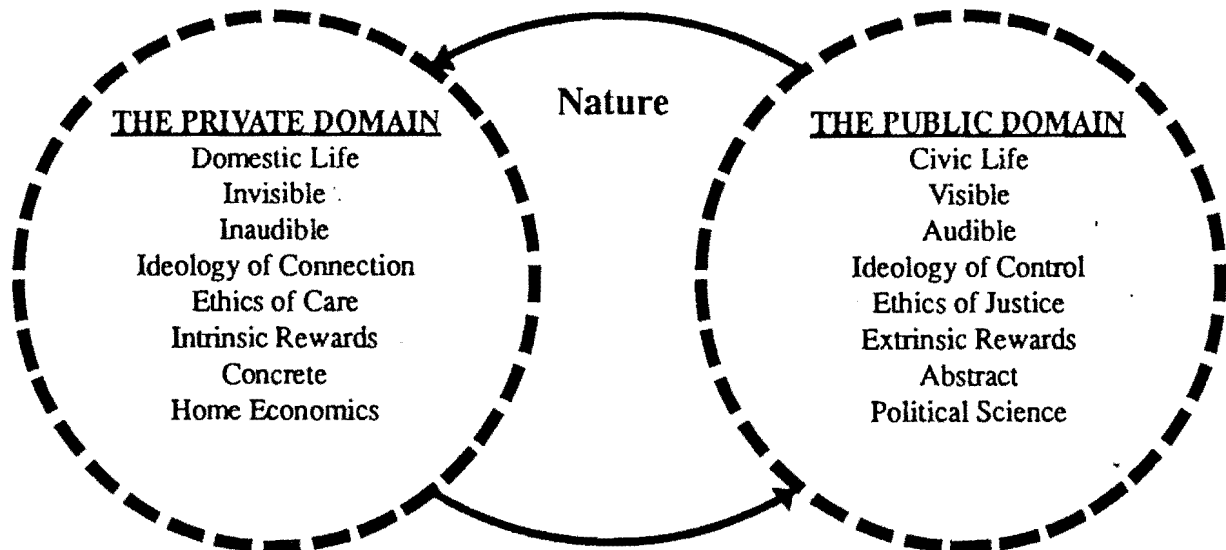 Nature
THE PRIVATE DOMAIN
Domestic Life
Invisible
Inaudible
Ideology of Connection
Ethics of Care
Intrinsic Rewards
Concrete
Home Economics
THE PUBLIC DOMAIN
Civic Life
Visible
Audible
Ideology of Control
Ethics of Justice
Extrinsic Rewards
Abstract
Political Science